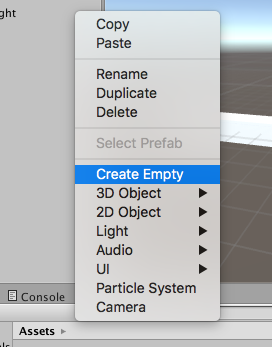 ght
Copy
Paste
Rename
Duplicate
Delete
Select Prefab
Create Empty
3D Object
2D Object
Light
Audio
UI
Particle System
Camera
Console
Assets
ls